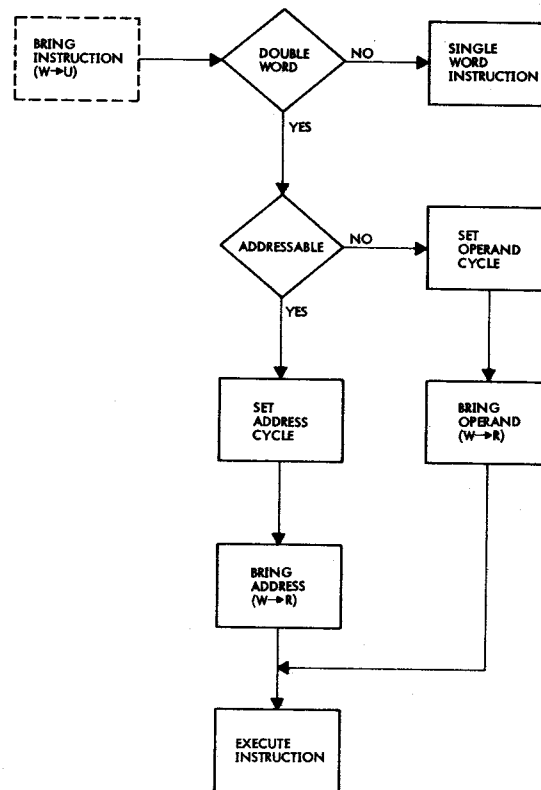 BRING
INSTRUCTION
(W→U)
DOUBLE
WORD
NO
SINGLE
WORD
INSTRUCTION
YES
ADDRESSABLE
NO
SET
OPERAND
CYCLE
YES
SET
ADDRESS
CYCLE
BRING
OPERAND
(W→R)
BRING
ADDRESS
(W→R)
EXECUTE
INSTRUCTION